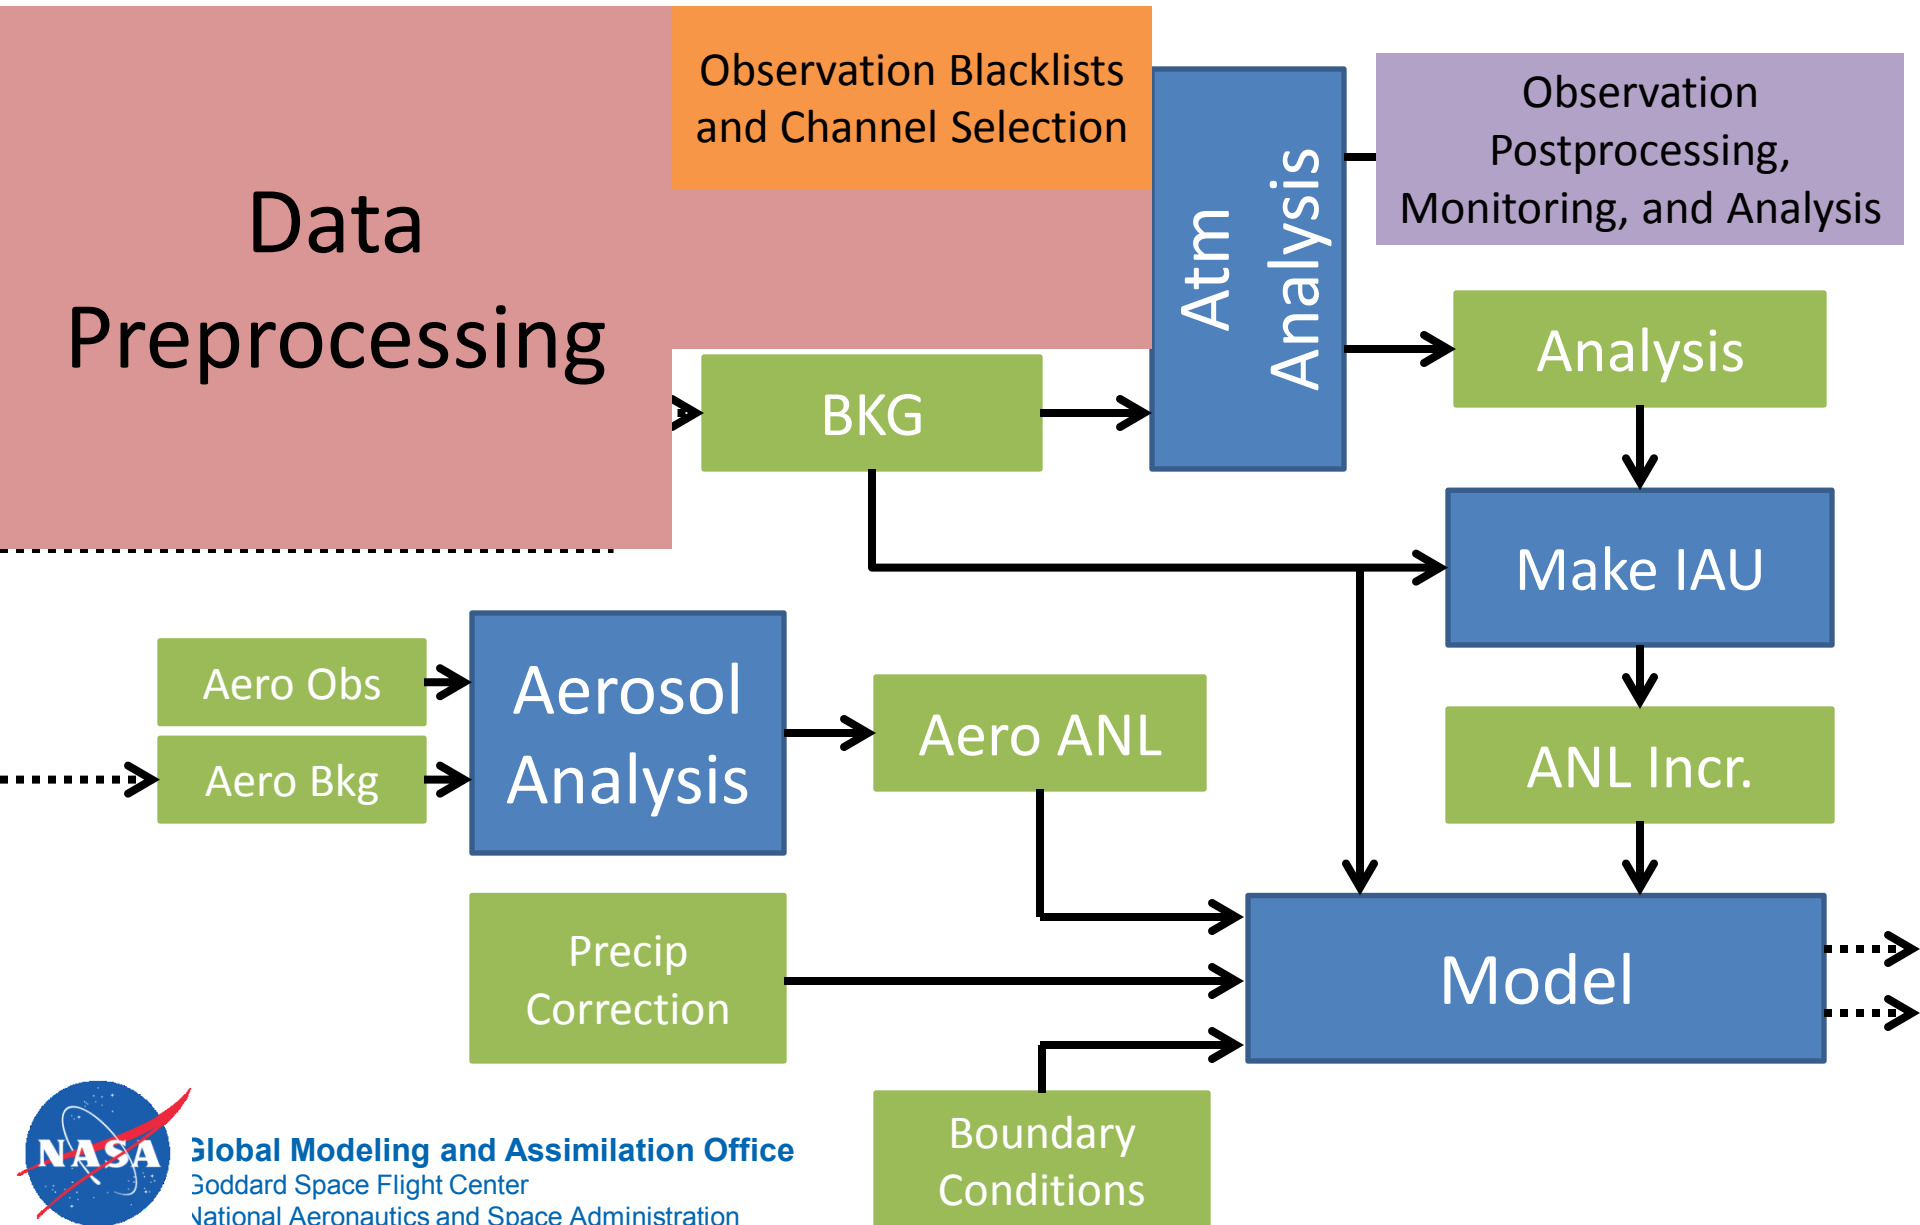 Data
Preprocessing
Observation Blacklists
and Channel Selection
Atm
Analysis
Observation
Postprocessing,
Monitoring, and Analysis
BKG
Analysis
Make IAU
Aero Obs
Aero Bkg
Aerosol
Analysis
Aero ANL
ANL Incr.
Precip
Correction
Model
Boundary
Conditions
NASA
Global Modeling and Assimilation Office
Goddard Space Flight Center
National Aeronautics and Space Administration